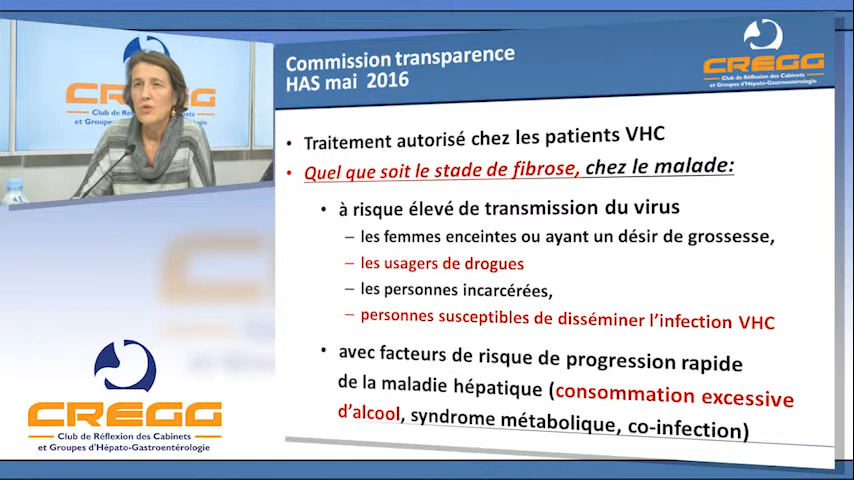 Commission transparence
HAS mai 2016
CREGG
Club de Réflexion des Cabinets
et Groupes d'Hépato-Gastroentérologie
• Traitement autorisé chez les patients VHC
• Quel que soit le stade de fibrose, chez le malade:
• à risque élevé de transmission du virus
– les femmes enceintes ou ayant un désir de grossesse,
– les usagers de drogues
– les personnes incarcérées,
– personnes susceptibles de disséminer l'infection VHC
• avec facteurs de risque de progression rapide
de la maladie hépatique (consommation excessive
d'alcool, syndrome métabolique, co-infection)
CREGG
Club de Réflexion des Cabinets
et Groupes d'Hépato-Gastroentérologie